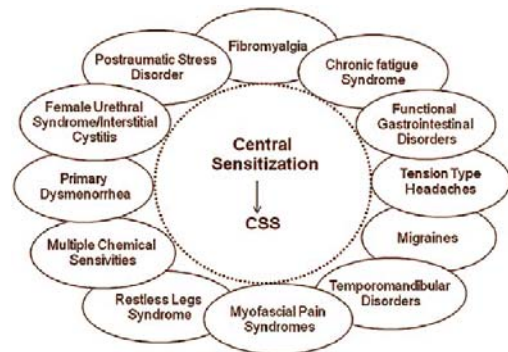 Fibromyalgia
Chronic fatigue
Syndrome
Functional
Gastrointestinal
Disorders
Tension Type
Headaches
Migraines
Temporomandibular
Disorders
Myofascial Pain
Syndromes
Restless Legs
Syndrome
Multiple Chemical
Sensivities
Primary
Dysmenorrhea
Female Urethral
Syndrome/Interstitial
Cystitis
Postraumatic Stress
Disorder
Central
Sensitization
CSS